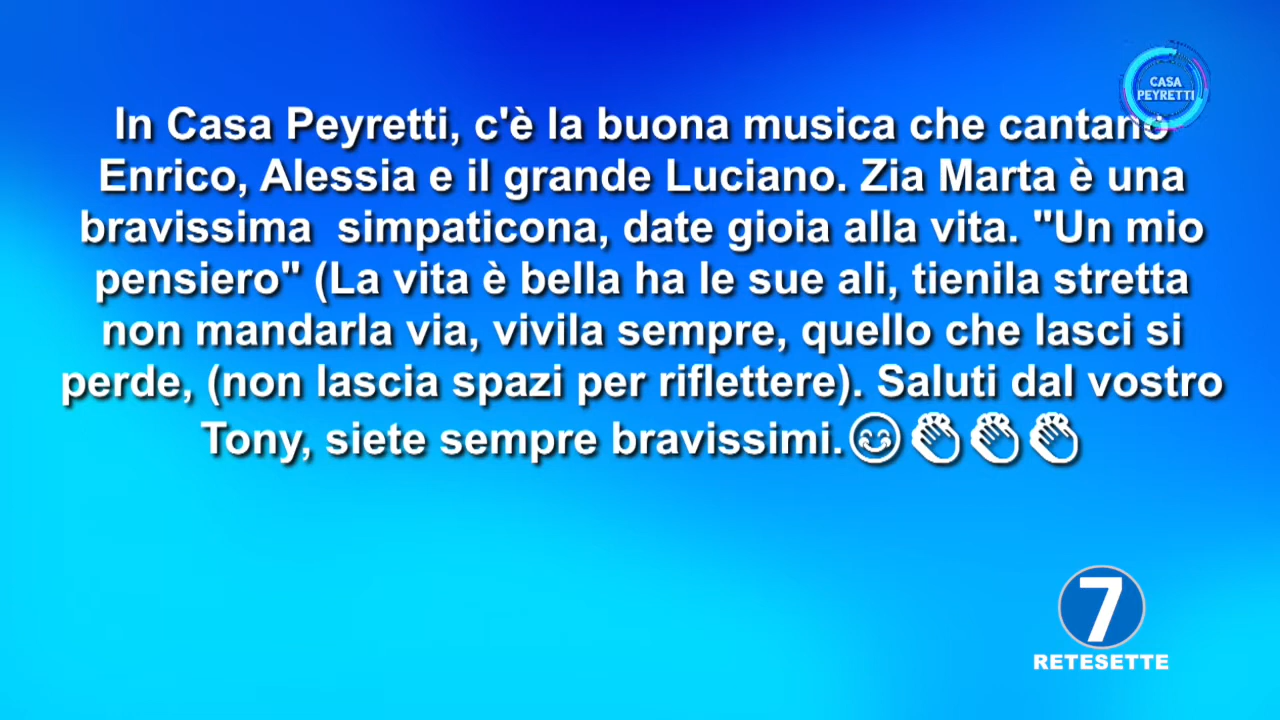 CASA
PEYRETTI
In Casa Peyretti, c'è la buona musica che cantano
Enrico, Alessia e il grande Luciano. Zia Marta è una
bravissima  simpaticona, date gioia alla vita. "Un mio
pensiero" (La vita è bella ha le sue ali, tienila stretta
non mandarla via, vivila sempre, quello che lasci si
perde, (non lascia spazi per riflettere). Saluti dal vostro
Tony, siete sempre bravissimi.😊👏👏👏
7
RETESETTE